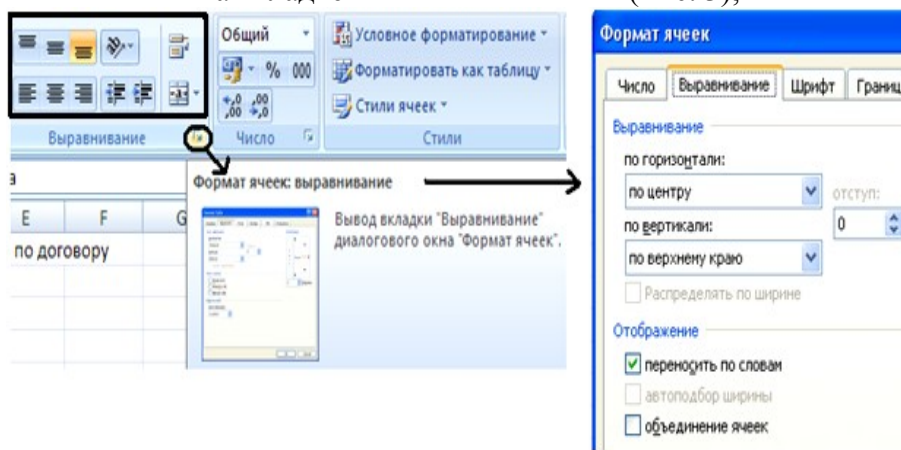 Общий
% 000
Условное форматирование
Форматировать как таблицу
Стили ячеек
Выравнивание
Число
Стили
Формат ячеек: выравнивание
Вывод вкладки "Выравнивание"
диалогового окна "Формат ячеек".
E F G
по договору
Формат ячеек
Число Выравнивание Шрифт
Выравнивание
по горизонтали:
по центру
отступ:
по вертикали:
0
по верхнему краю
Распределять по ширине
Отображение
переносить по словам
автоподбор ширины
объединение ячеек